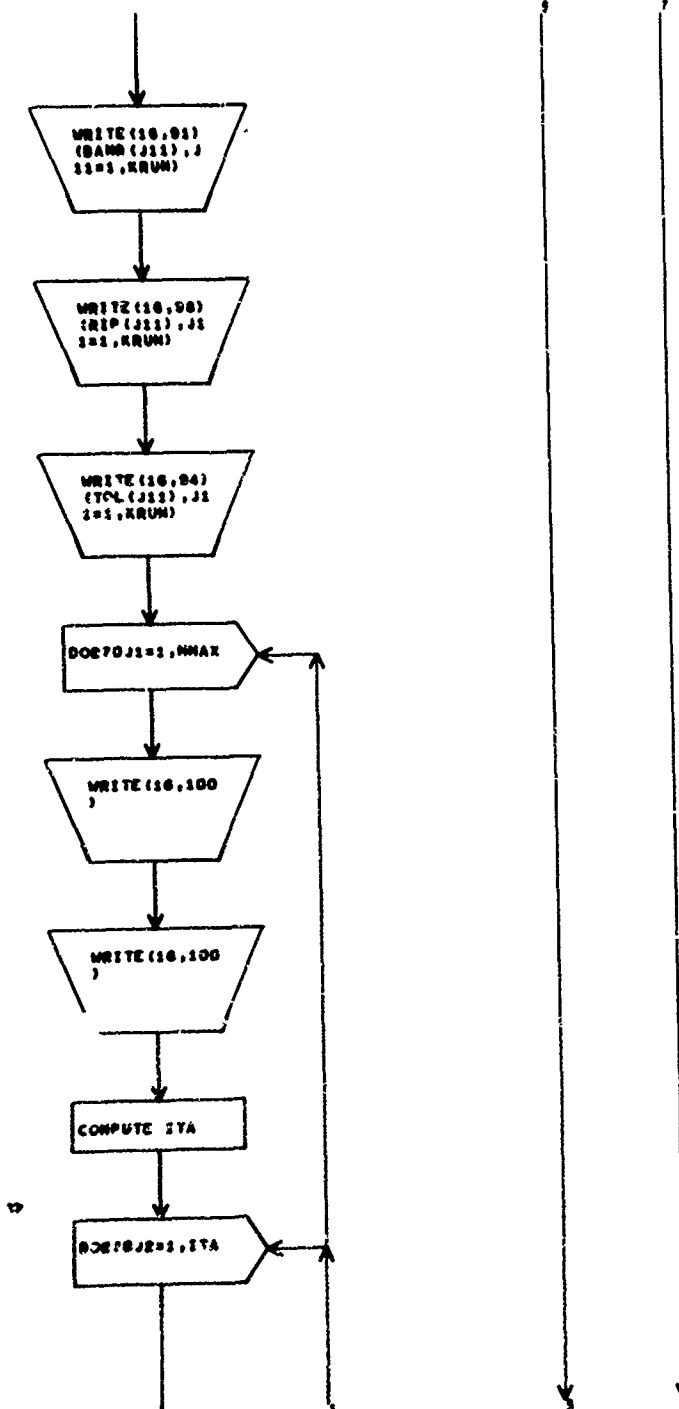 WRITE(16,91)
(BAND(J11),J
11=1,KRUN)
WRITE(16,98)
(RIP(J11),J1
1=1,KRUN)
WRITE(16,94)
(TOL(J11),J1
1=1,KRUN)
DO270J1=1,NMAX
WRITE(16,100
)
WRITE(16,100
)
COMPUTE ITA
J2=1,ITA